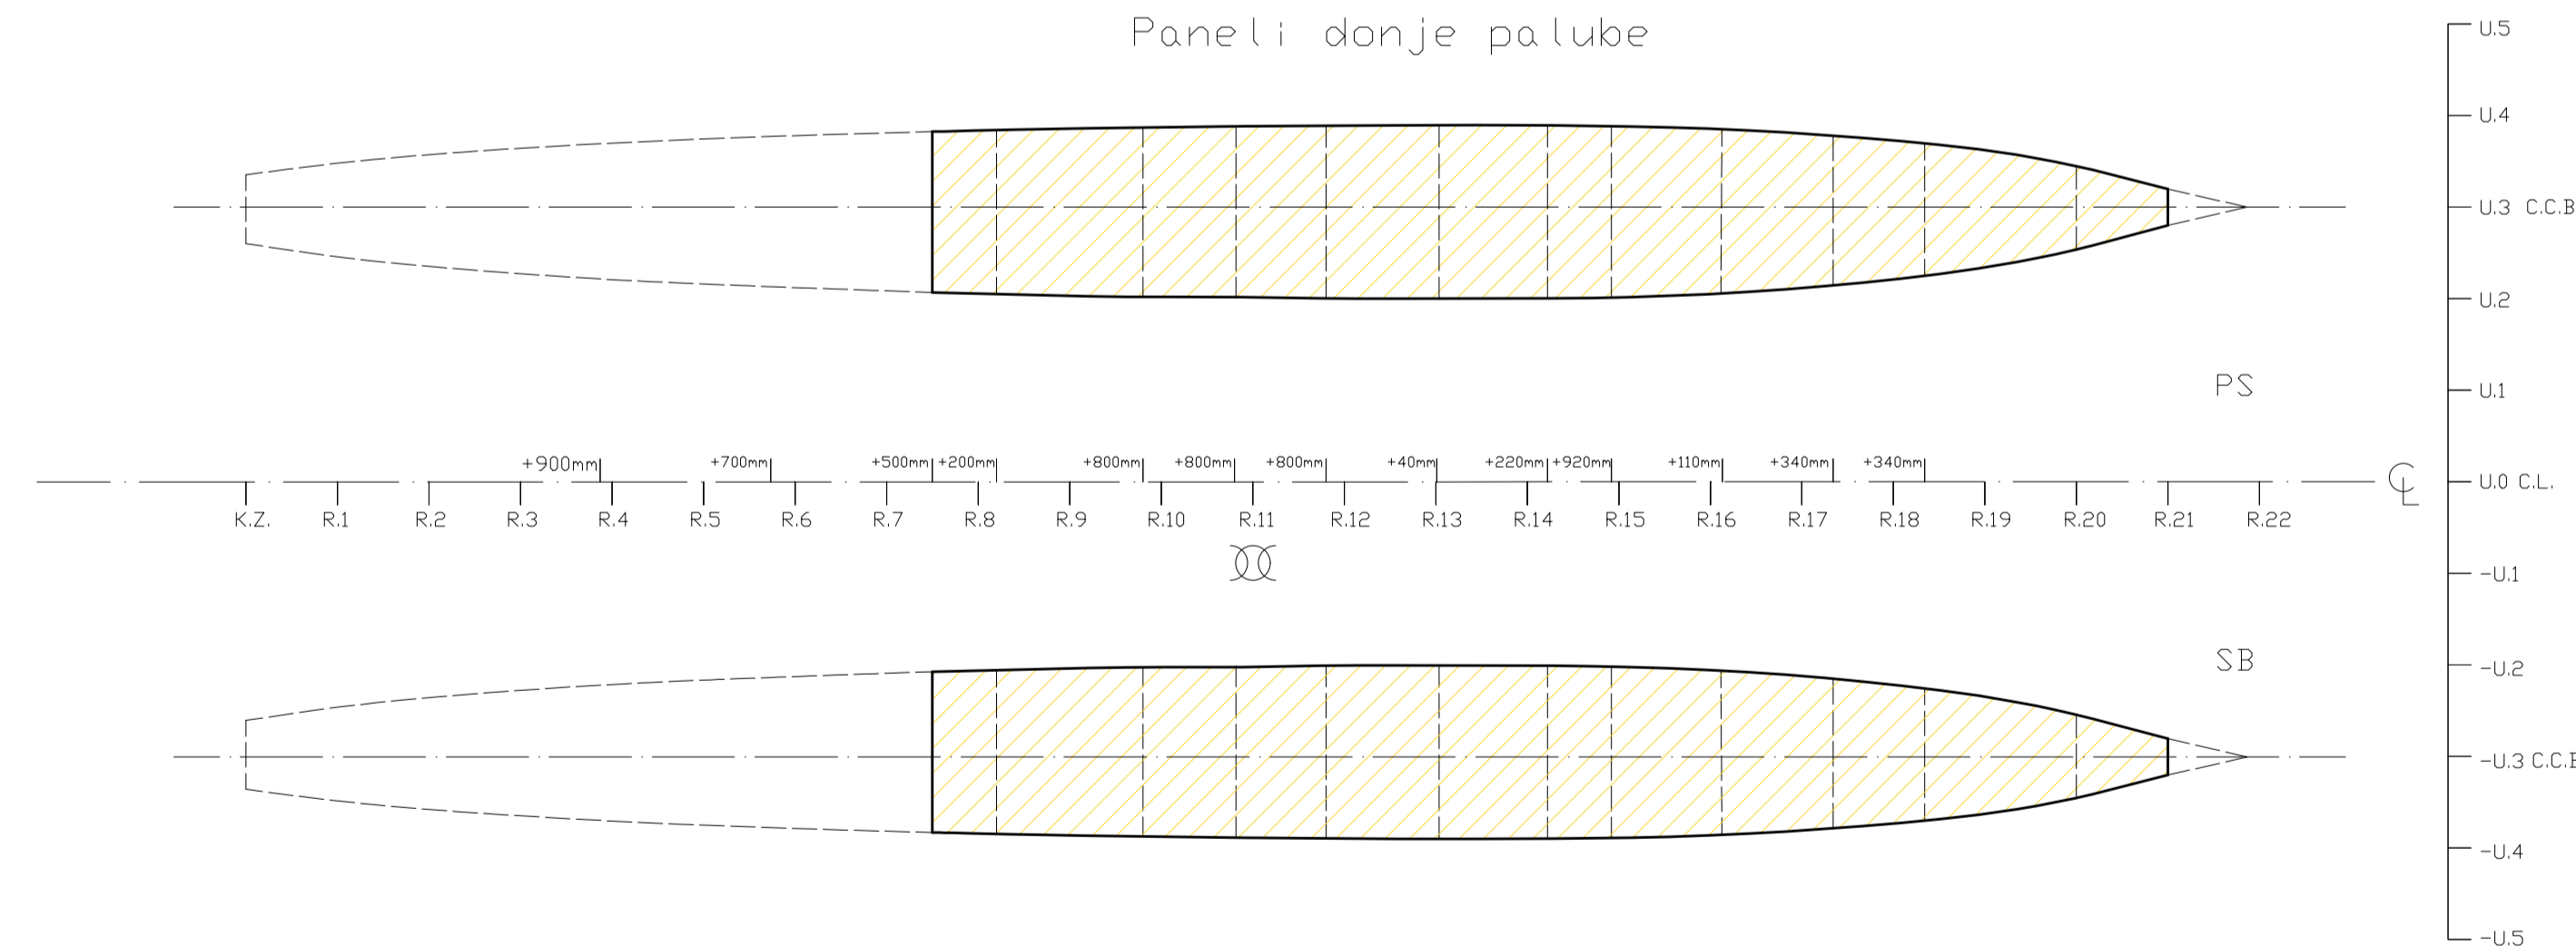 Paneli donje palube
U.5
U.4
U.3 C.C.B
U.2
U.1
PS
+900mm +700mm +500mm +200mm +800mm +800mm +800mm +40mm +220mm +920mm +110mm +340mm +340mm
U.0 C.L.
K.Z. R.1 R.2 R.3 R.4 R.5 R.6 R.7 R.8 R.9 R.10 R.11 R.12 R.13 R.14 R.15 R.16 R.17 R.18 R.19 R.20 R.21 R.22
-U.1
SB
-U.2
-U.3 C.C.B
-U.4
-U.5